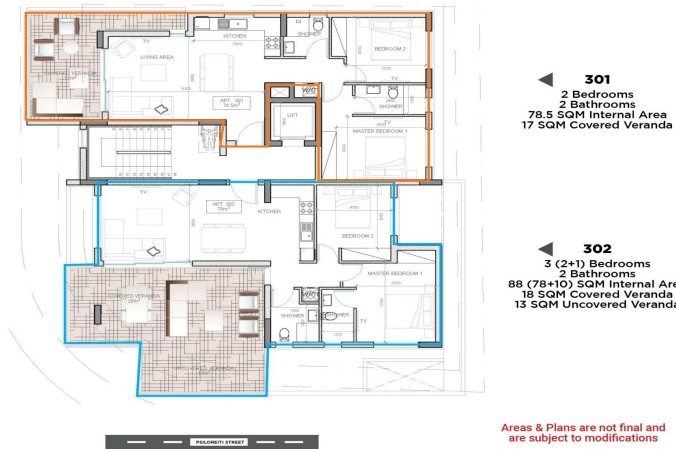 KITCHEN
SHOWER
BEDROOM 2
TV
LIVING AREA
COVERED VERANDA
TV
APT. 301
SHOWER
LIFT
TV
MASTER BEDROOM 1
301
2 Bedrooms
2 Bathrooms
78.5 SQM Internal Area
17 SQM Covered Veranda
TV
APT. 302
78m²
KITCHEN
BEDROOM 2
MASTER BEDROOM 1
SHOWER
SHOWER
TV
302
3 (2+1) Bedrooms
2 Bathrooms
88 (78+10) SQM Internal Are
18 SQM Covered Veranda
13 SQM Uncovered Veranda
PSILOREITI STREET
Areas & Plans are not final and
are subject to modifications